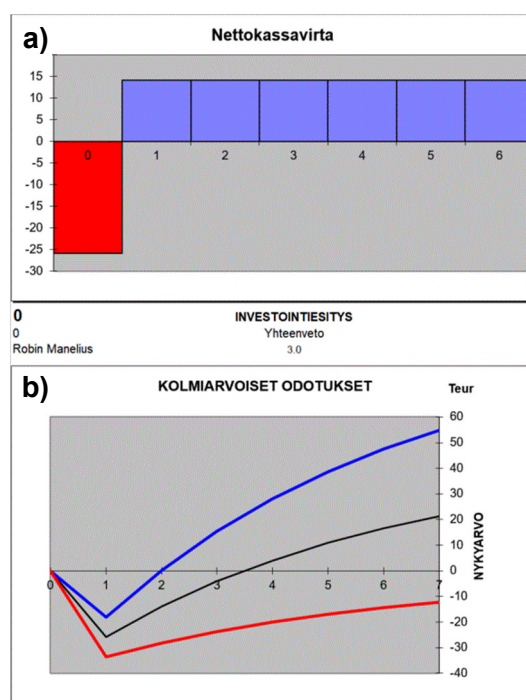 a)
Nettokassavirta
15
10
5
0
-5
-10
-15
-20
-25
-30
0 1 2 3 4 5 6
0
INVESTOINTIESITYS
0
Yhteenveto
Robin Manelius
3.0
b)
KOLMIARVOISET ODOTUKSET
Teur
60
50
40
30
20
10
0
-10
-20
-30
-40
0 1 2 3 4 5 6 7
NYKYARVO